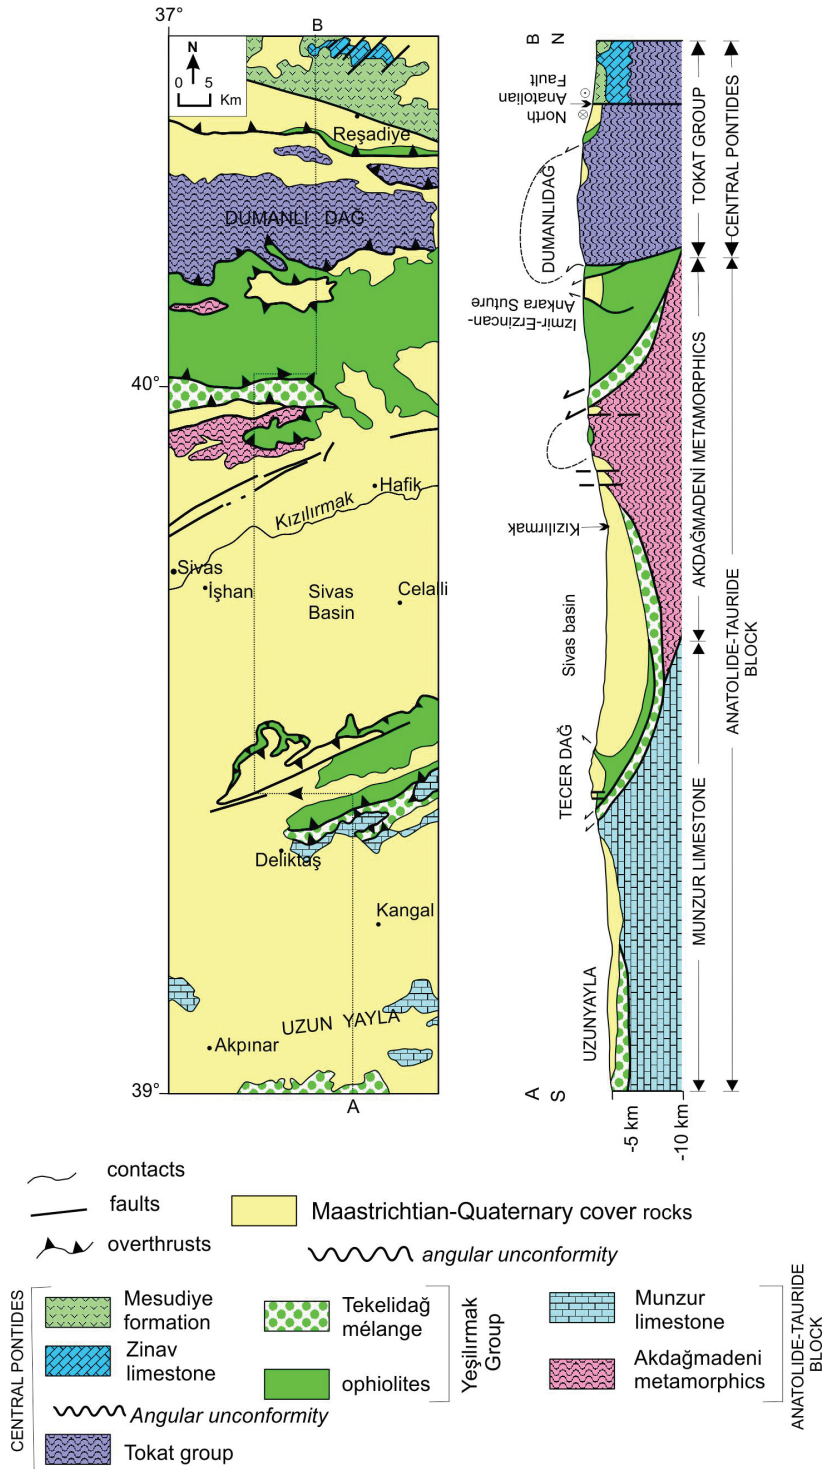 37°
B
N
0 5
Km
Reşadiye
DUMANLI DAĞ
40°
Hafik
Kızılırmak
Sivas
İşhan
Sivas
Basin
Celalli
Deliktaş
Kangal
UZUN YAYLA
Akpınar
39°
A
B
N
North
Anatolian
Fault
DUMANLIDAĞ
Izmir-Erzincan-
Ankara Suture
Kızılırmak
Sivas basin
TECER DAĞ
UZUNYAYLA
A
S
-5 km
-10 km
TOKAT GROUP
CENTRAL PONTIDES
AKDAĞMADENİ METAMORPHICS
MUNZUR LIMESTONE
ANATOLIDE-TAURIDE
BLOCK
contacts
faults
overthrusts
Maastrichtian-Quaternary cover rocks
angular unconformity
CENTRAL PONTIDES
Mesudiye
formation
Zinav
limestone
Angular unconformity
Tokat group
Tekelidağ
mélange
ophiolites
Yeşilırmak
Group
Munzur
limestone
Akdağmadeni
metamorphics
ANATOLIDE-TAURIDE
BLOCK